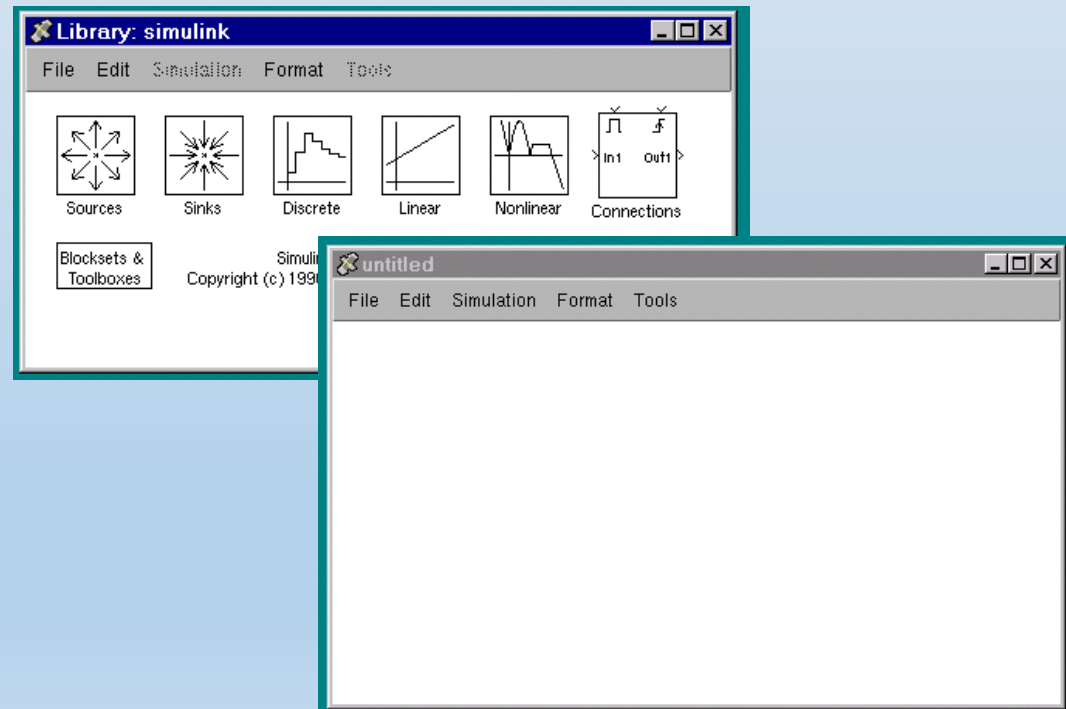 Library: simulink
File Edit Simulation Format Tools
In1 Out1
Sources Sinks Discrete Linear Nonlinear Connections
Blocksets &
Toolboxes
Copyright (c)
untitled
File Edit Simulation Format Tools